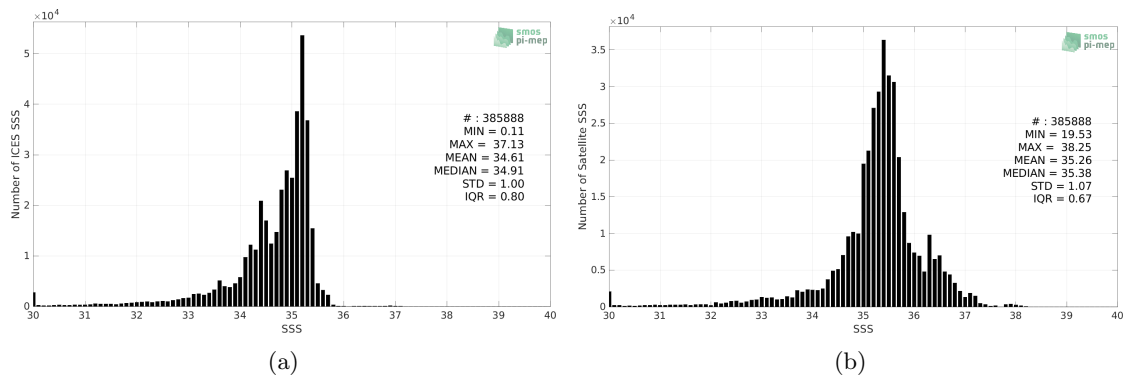 ×10⁴
5
4
3
2
1
0
Number of ICES SSS
smos
pi-mep
# : 385888
MIN = 0.11
MAX = 37.13
MEAN = 34.61
MEDIAN = 34.91
STD = 1.00
IQR = 0.80
30 31 32 33 34 35 36 37 38 39 40
SSS
(a)
×10⁴
3.5
3
2.5
2
1.5
1
0.5
0
Number of Satellite SSS
smos
pi-mep
# : 385888
MIN = 19.53
MAX = 38.25
MEAN = 35.26
MEDIAN = 35.38
STD = 1.07
IQR = 0.67
30 31 32 33 34 35 36 37 38 39 40
SSS
(b)